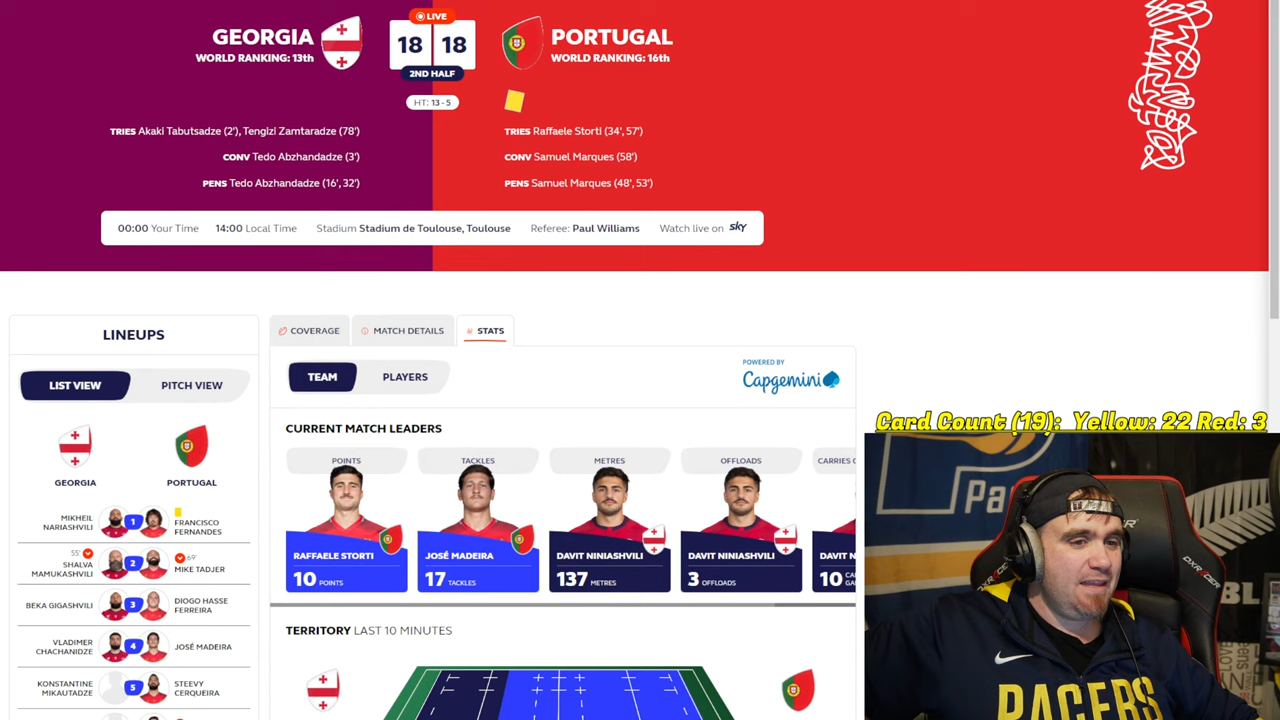 LIVE
GEORGIA
WORLD RANKING: 13th
18 18
2ND HALF
PORTUGAL
WORLD RANKING: 16th
HT: 13 - 5
TRIES Akaki Tabutsadze (2'), Tengizi Zamtaradze (78')
TRIES Raffaele Storti (34', 57')
CONV Tedo Abzhandadze (3')
CONV Samuel Marques (58')
PENS Tedo Abzhandadze (16', 32')
PENS Samuel Marques (48', 53')
00:00 Your Time 14:00 Local Time Stadium Stadium de Toulouse, Toulouse Referee: Paul Williams Watch live on sky
LINEUPS
LIST VIEW PITCH VIEW
GEORGIA PORTUGAL
MIKHEIL NARIASHVILI 1 FRANCISCO FERNANDES
55' SHALVA MAMUKASHVILI 2 69' MIKE TADJER
BEKA GIGASHVILI 3 DIOGO HASSE FERREIRA
VLADIMER CHACHANIDZE 4 JOSÉ MADEIRA
KONSTANTINE MIKAUTADZE 5 STEEVY CERQUEIRA
COVERAGE MATCH DETAILS STATS
TEAM PLAYERS
POWERED BY
Capgemini
CURRENT MATCH LEADERS
POINTS TACKLES METRES OFFLOADS CARRIES
RAFFAELE STORTI JOSÉ MADEIRA DAVIT NINIASHVILI DAVIT NINIASHVILI DAVIT N
10 POINTS 17 TACKLES 137 METRES 3 OFFLOADS 10
TERRITORY LAST 10 MINUTES
Card Count (19): Yellow: 22 Red: 3
Pa
DXRACER
PACERS